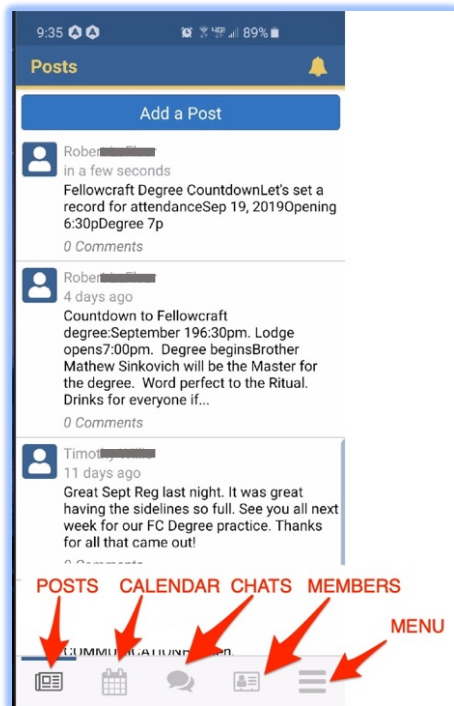 9:35 89%
Posts
Add a Post
Robe
in a few seconds
Fellowcraft Degree CountdownLet's set a
record for attendanceSep 19, 2019Opening
6:30pDegree 7p
0 Comments
Robe
4 days ago
Countdown to Fellowcraft
degree:September 196:30pm. Lodge
opens7:00pm. Degree beginsBrother
Mathew Sinkovich will be the Master for
the degree. Word perfect to the Ritual.
Drinks for everyone if...
0 Comments
Timot
11 days ago
Great Sept Reg last night. It was great
having the sidelines so full. See you all next
week for our FC Degree practice. Thanks
for all that came out!
0 Comments
POSTS CALENDAR CHATS MEMBERS
MENU